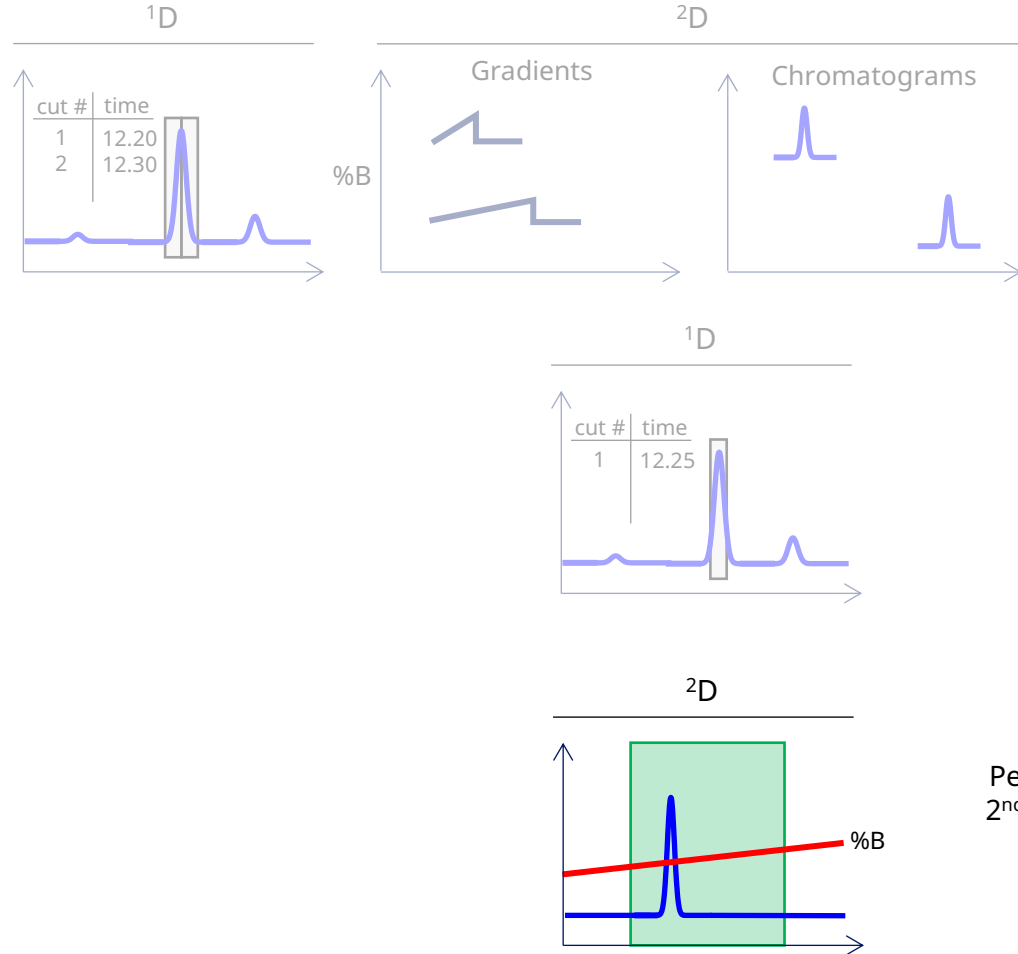 ¹D
²D
Gradients
Chromatograms
cut # time
1 12.20
2 12.30
%B
¹D
cut # time
1 12.25
²D
%B